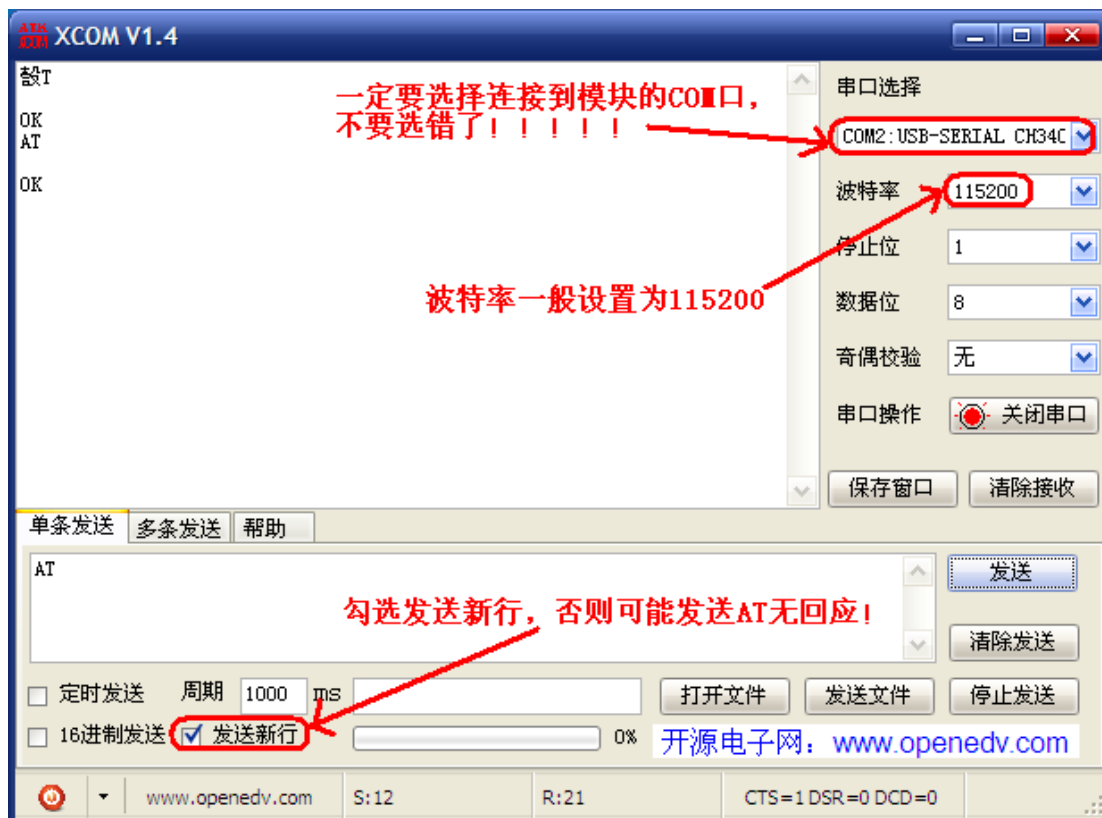 ATK XCOM XCOM V1.4
嗀T
OK
AT
OK
一定要选择连接到模块的COM口，
不要选错了！！！！！
波特率一般设置为115200
串口选择
COM2:USB-SERIAL CH34C
波特率 115200
停止位 1
数据位 8
奇偶校验 无
串口操作 关闭串口
保存窗口 清除接收
单条发送 多条发送 帮助
AT
发送
勾选发送新行，否则可能发送AT无回应！
清除发送
定时发送 周期 1000 ms 打开文件 发送文件 停止发送
16进制发送 发送新行 0% 开源电子网：www.openedv.com
www.openedv.com S:12 R:21 CTS=1 DSR=0 DCD=0